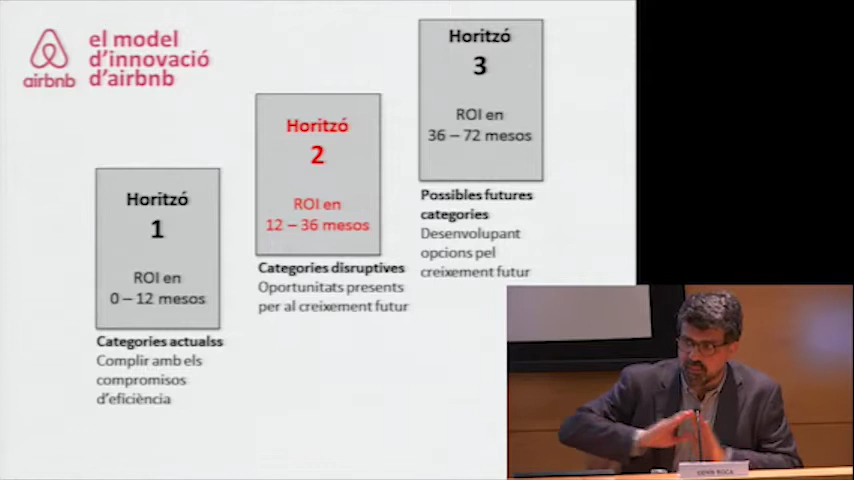 airbnb
el model
d'innovació
d'airbnb
Horitzó
1
ROI en
0 – 12 mesos
Categories actualss
Complir amb els
compromisos
d'eficiència
Horitzó
2
ROI en
12 – 36 mesos
Categories disruptives
Oportunitats presents
per al creixement futur
Horitzó
3
ROI en
36 – 72 mesos
Possibles futures
categories
Desenvolupant
opcions pel
creixement futur